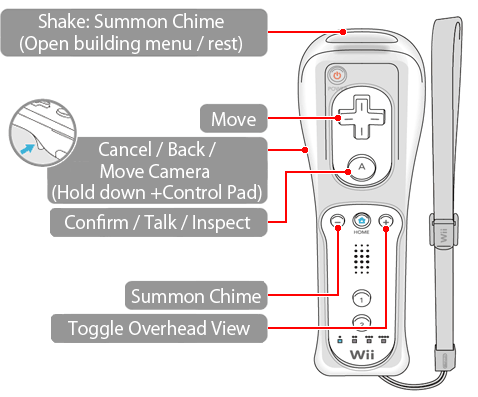 Shake: Summon Chime
(Open building menu / rest)
POWER
Move
Cancel / Back /
Move Camera
(Hold down +Control Pad)
A
Confirm / Talk / Inspect
HOME
Summon Chime
1
Toggle Overhead View
2
Wii
Wii